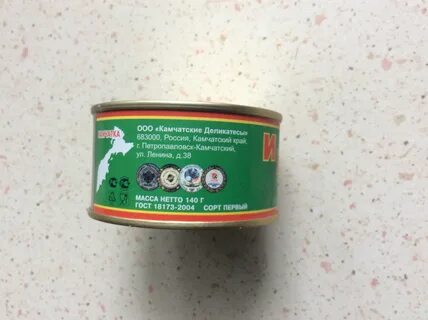 КАМЧАТКА
ООО «Камчатские Деликатесы»
683000, Россия, Камчатский край,
г. Петропавловск-Камчатский,
ул. Ленина, д.38
И
МАССА НЕТТО 140 Г
ГОСТ 18173-2004 СОРТ ПЕРВЫЙ